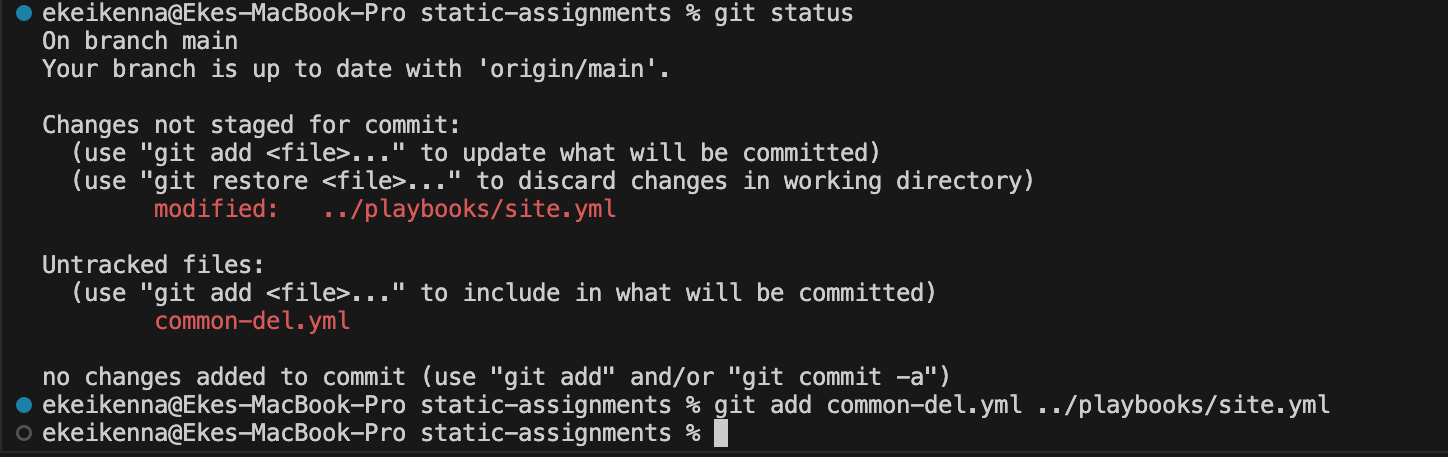 ekeikenna@Ekes-MacBook-Pro static-assignments % git status
On branch main
Your branch is up to date with 'origin/main'.
Changes not staged for commit:
(use "git add <file>..." to update what will be committed)
(use "git restore <file>..." to discard changes in working directory)
modified:   ../playbooks/site.yml
Untracked files:
(use "git add <file>..." to include in what will be committed)
common-del.yml
no changes added to commit (use "git add" and/or "git commit -a")
ekeikenna@Ekes-MacBook-Pro static-assignments % git add common-del.yml ../playbooks/site.yml
ekeikenna@Ekes-MacBook-Pro static-assignments %